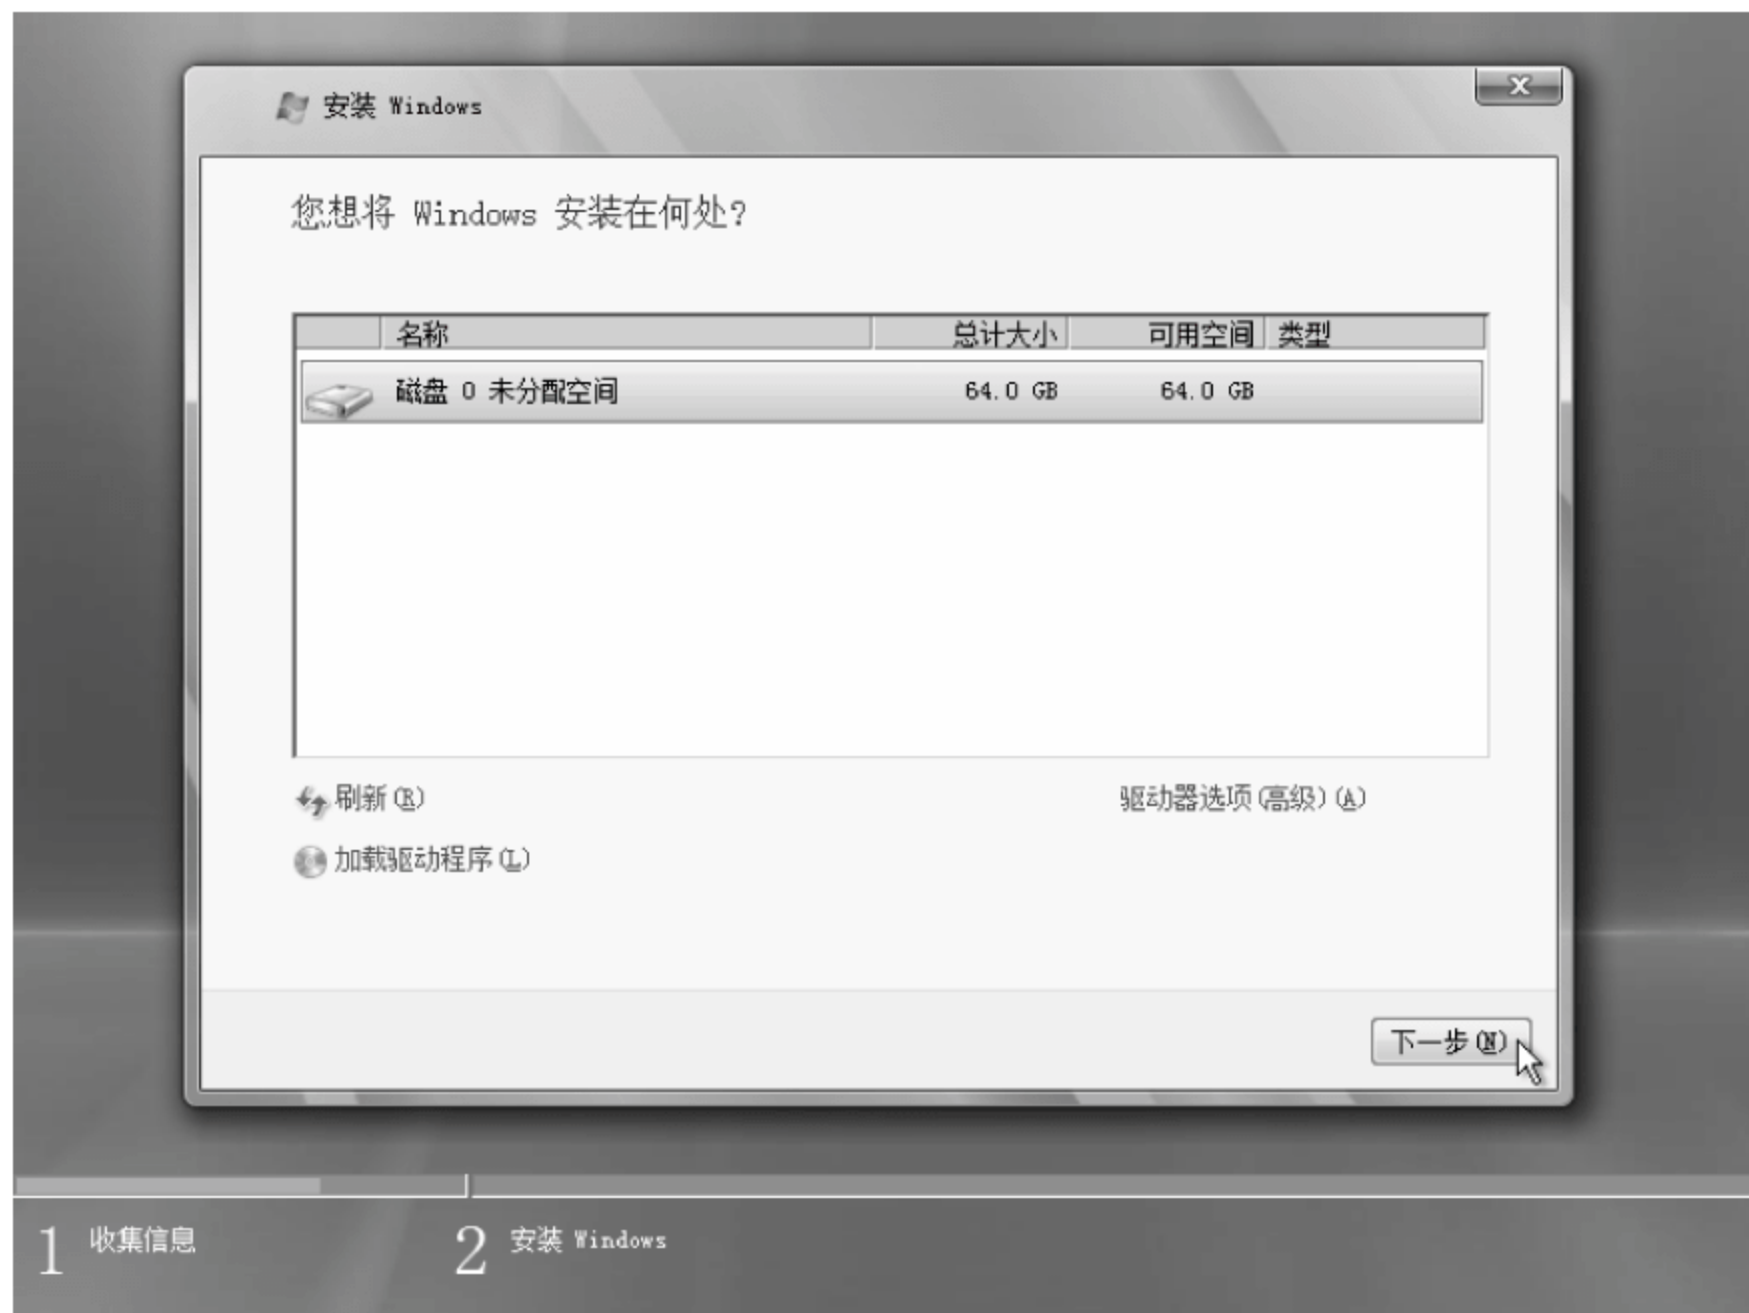 安装 Windows
您想将 Windows 安装在何处?
名称 总计大小 可用空间 类型
磁盘 0 未分配空间 64.0 GB 64.0 GB
刷新(R) 驱动器选项(高级)(A)
加载驱动程序(L)
下一步(N)
1 收集信息 2 安装 Windows